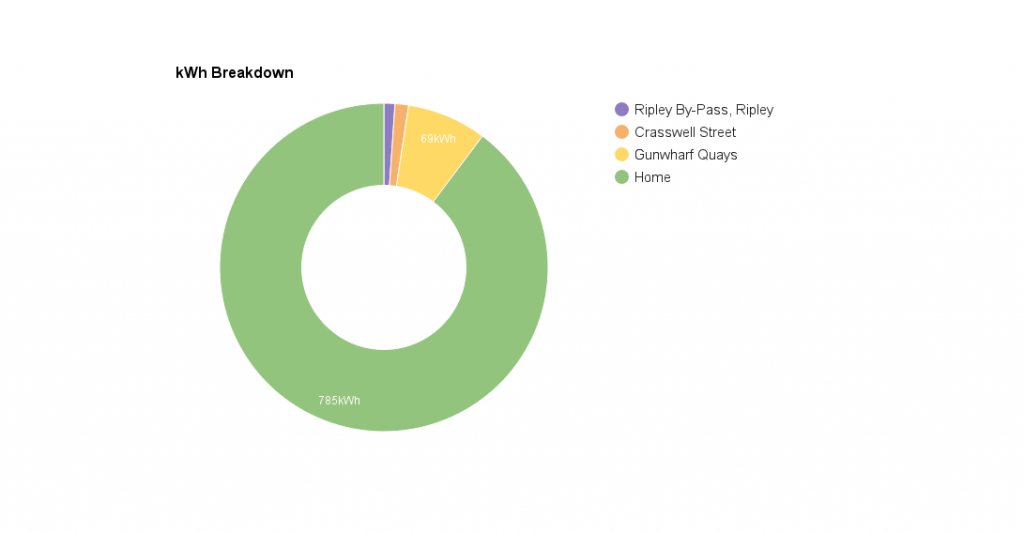 kWh Breakdown
69kWh
785kWh
Ripley By-Pass, Ripley
Crasswell Street
Gunwharf Quays
Home